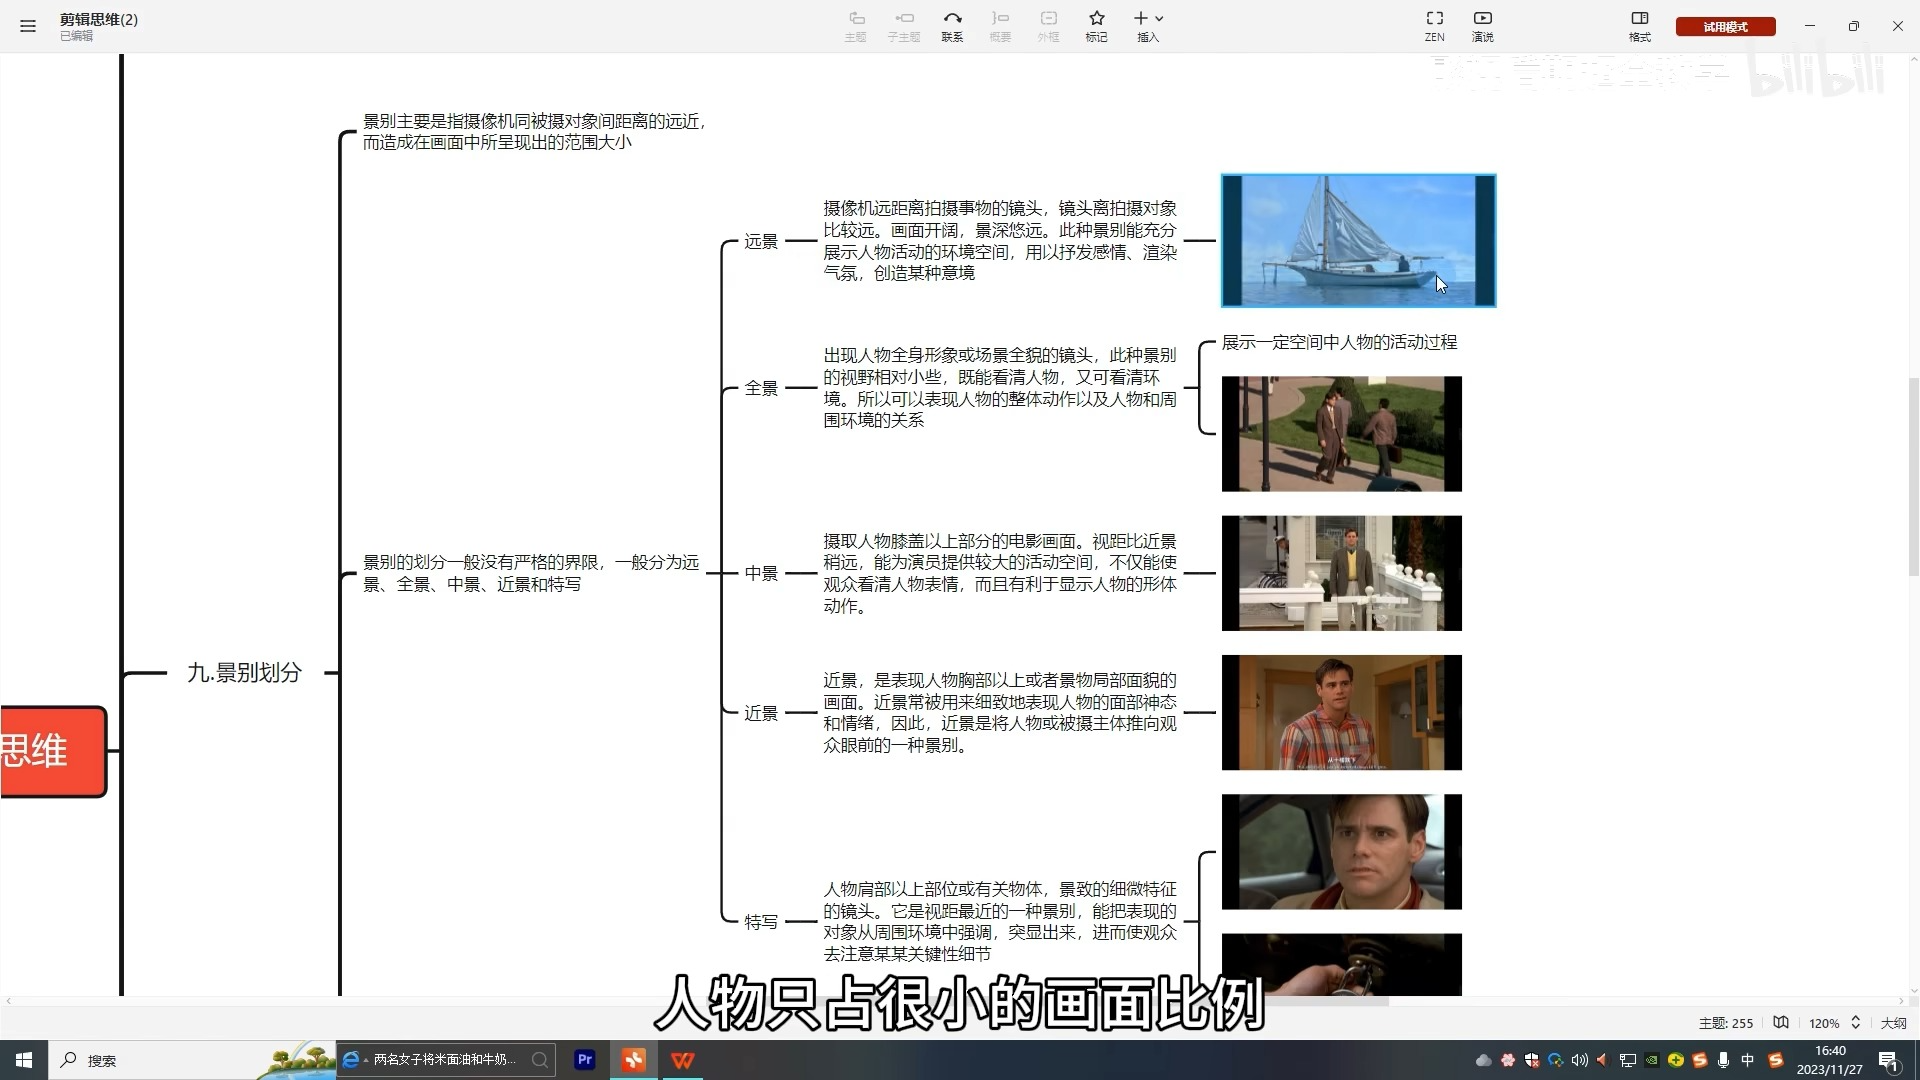 剪辑思维(2)
已编辑
主题
子主题
联系
概要
外框
标记
插入
ZEN
演说
格式
试用模式
bilibili
景别主要是指摄像机同被摄对象间距离的远近，
而造成在画面中所呈现出的范围大小
远景
摄像机远距离拍摄事物的镜头，镜头离拍摄对象
比较远。画面开阔，景深悠远。此种景别能充分
展示人物活动的环境空间，用以抒发感情、渲染
气氛，创造某种意境
全景
出现人物全身形象或场景全貌的镜头，此种景别
的视野相对小些，既能看清人物，又可看清环
境。所以可以表现人物的整体动作以及人物和周
围环境的关系
展示一定空间中人物的活动过程
景别的划分一般没有严格的界限，一般分为远
景、全景、中景、近景和特写
中景
摄取人物膝盖以上部分的电影画面。视距比近景
稍远，能为演员提供较大的活动空间，不仅能使
观众看清人物表情，而且有利于显示人物的形体
动作。
九.景别划分
思维
近景
近景，是表现人物胸部以上或者景物局部面貌的
画面。近景常被用来细致地表现人物的面部神态
和情绪，因此，近景是将人物或被摄主体推向观
众眼前的一种景别。
特写
人物肩部以上部位或有关物体，景致的细微特征
的镜头。它是视距最近的一种景别，能把表现的
对象从周围环境中强调，突显出来，进而使观众
去注意某某关键性细节
人物只占很小的画面比例
主题: 255
120%
大纲
搜索
两名女子将米面油和牛奶...
Pr
中
16:40
2023/11/27
1